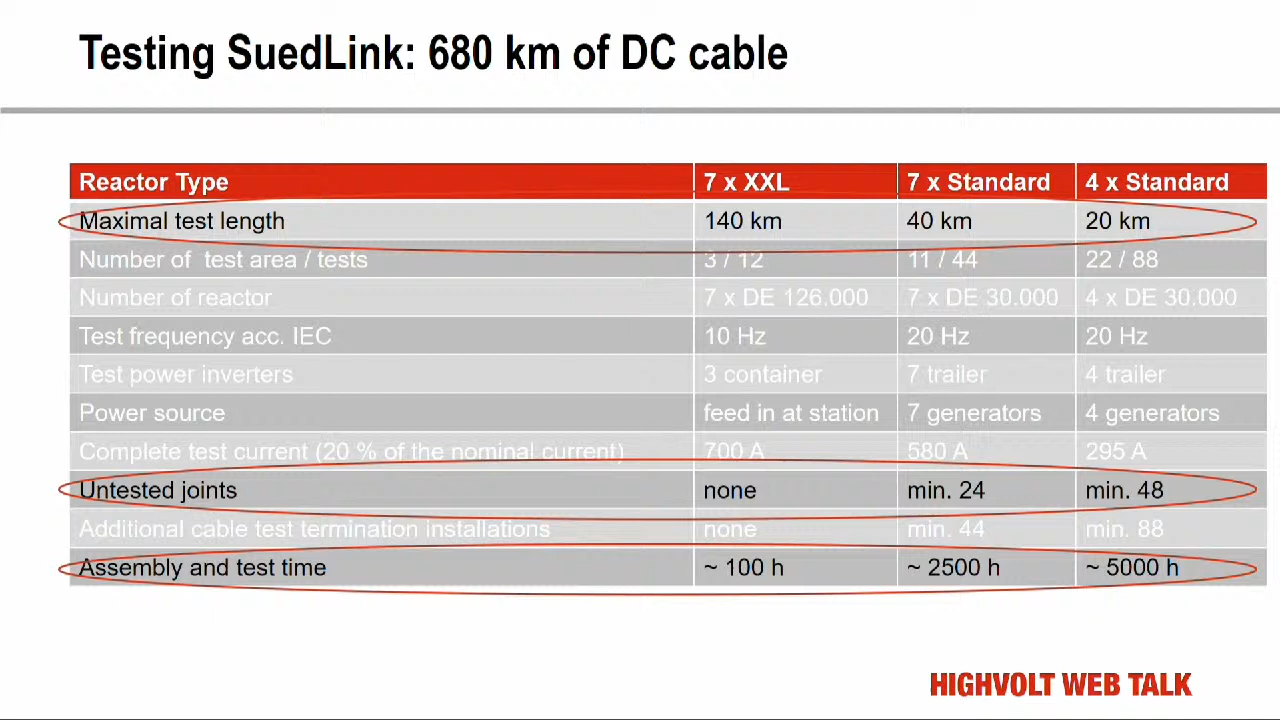 Testing SuedLink: 680 km of DC cable
Reactor Type 7 x XXL 7 x Standard 4 x Standard
Maximal test length 140 km 40 km 20 km
Number of test area / tests 3 / 12 11 / 44 22 / 88
Number of reactor 7 x DE 126.000 7 x DE 30.000 4 x DE 30.000
Test frequency acc. IEC 10 Hz 20 Hz 20 Hz
Test power inverters 3 container 7 trailer 4 trailer
Power source feed in at station 7 generators 4 generators
Complete test current (20 % of the nominal current) 700 A 580 A 295 A
Untested joints none min. 24 min. 48
Additional cable test termination installations none min. 44 min. 88
Assembly and test time ~ 100 h ~ 2500 h ~ 5000 h
HIGHVOLT WEB TALK